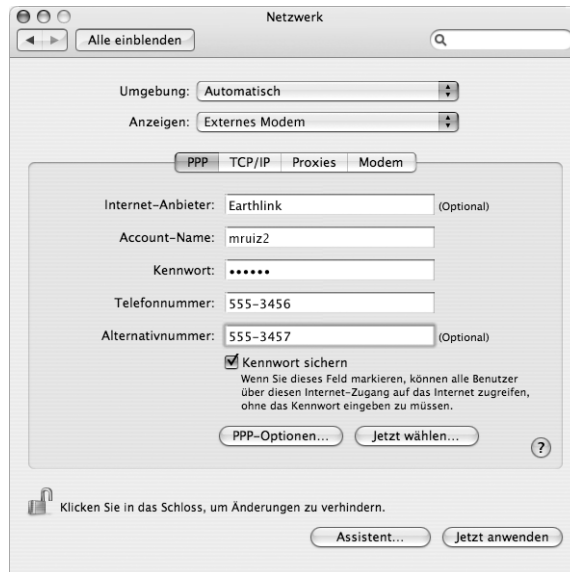 Netzwerk
Alle einblenden
Umgebung: Automatisch
Anzeigen: Externes Modem
PPP TCP/IP Proxies Modem
Internet-Anbieter: Earthlink (Optional)
Account-Name: mruiz2
Kennwort: ••••••
Telefonnummer: 555-3456
Alternativnummer: 555-3457 (Optional)
Kennwort sichern
Wenn Sie dieses Feld markieren, können alle Benutzer
über diesen Internet-Zugang auf das Internet zugreifen,
ohne das Kennwort eingeben zu müssen.
PPP-Optionen... Jetzt wählen... ?
Klicken Sie in das Schloss, um Änderungen zu verhindern.
Assistent... Jetzt anwenden